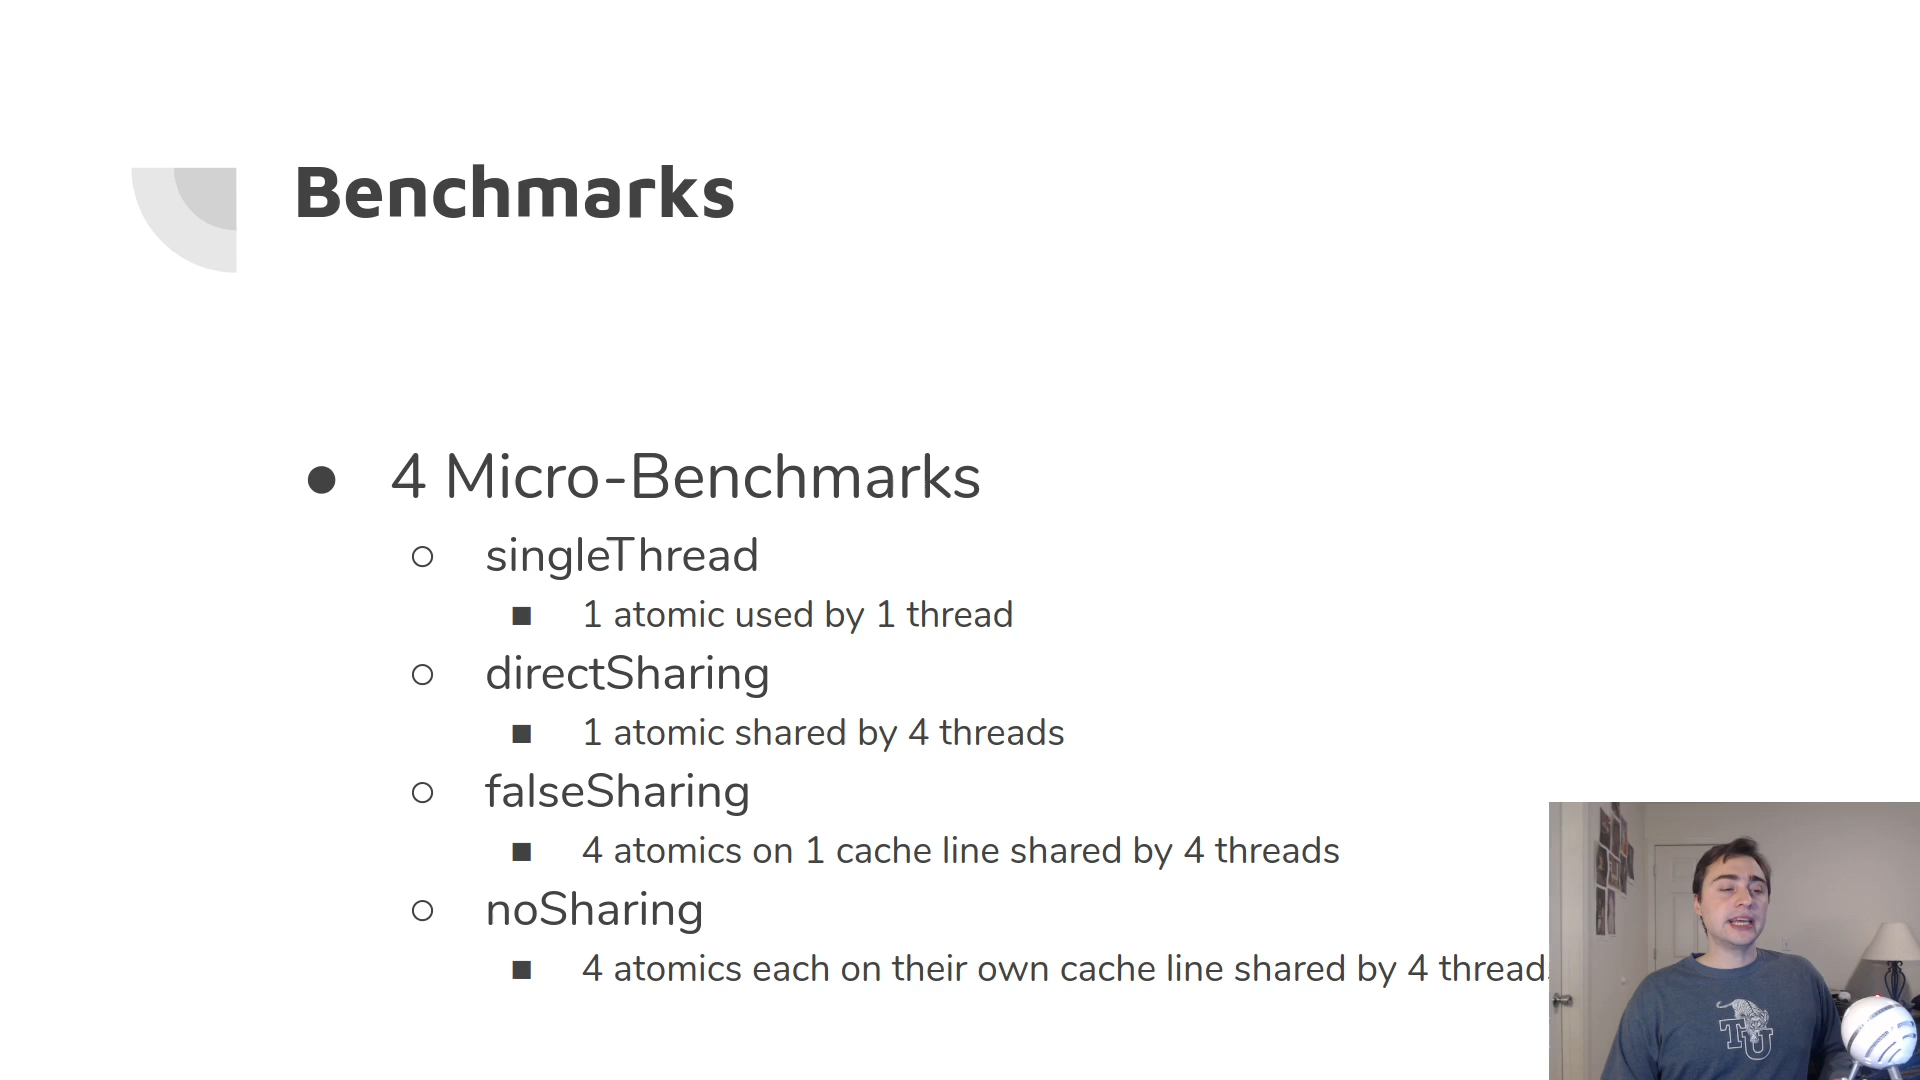 Benchmarks
● 4 Micro-Benchmarks
○ singleThread
■ 1 atomic used by 1 thread
○ directSharing
■ 1 atomic shared by 4 threads
○ falseSharing
■ 4 atomics on 1 cache line shared by 4 threads
○ noSharing
■ 4 atomics each on their own cache line shared by 4 thread
TU